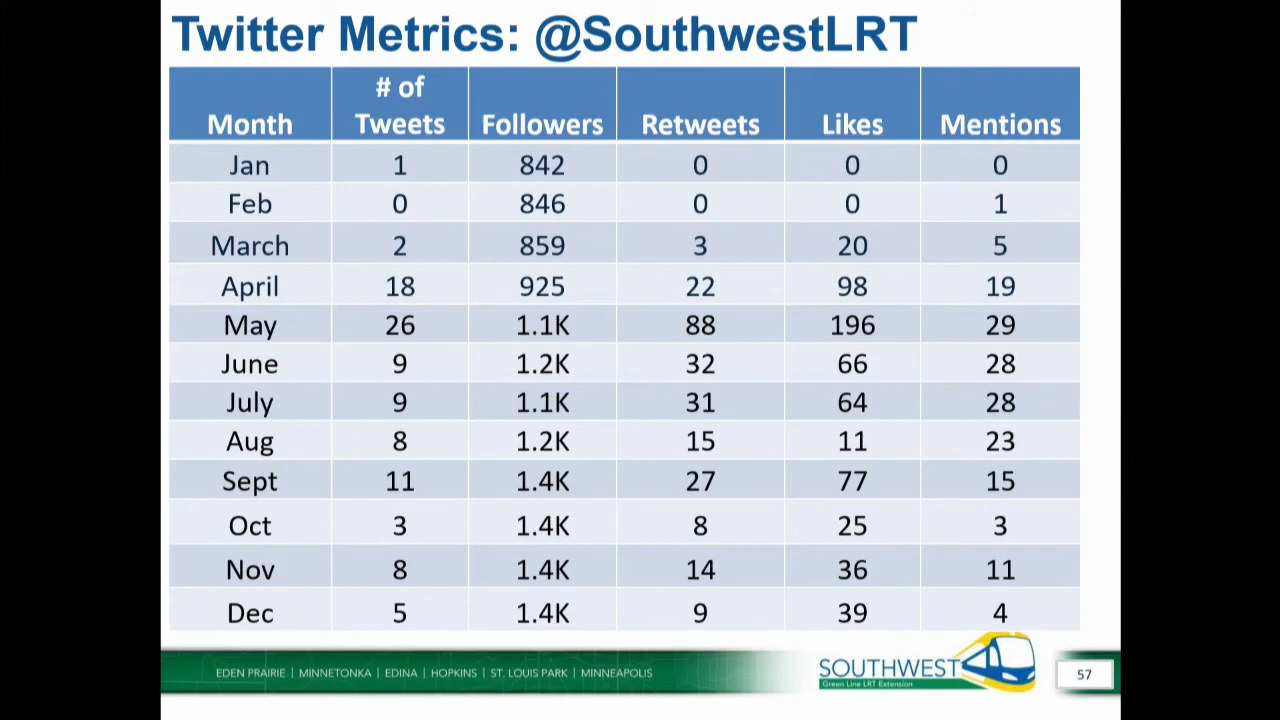 Twitter Metrics: @SouthwestLRT
Month # of Tweets Followers Retweets Likes Mentions
Jan 1 842 0 0 0
Feb 0 846 0 0 1
March 2 859 3 20 5
April 18 925 22 98 19
May 26 1.1K 88 196 29
June 9 1.2K 32 66 28
July 9 1.1K 31 64 28
Aug 8 1.2K 15 11 23
Sept 11 1.4K 27 77 15
Oct 3 1.4K 8 25 3
Nov 8 1.4K 14 36 11
Dec 5 1.4K 9 39 4
EDEN PRAIRIE | MINNETONKA | EDINA | HOPKINS | ST. LOUIS PARK | MINNEAPOLIS
SOUTHWEST
Green Line LRT Extension
57